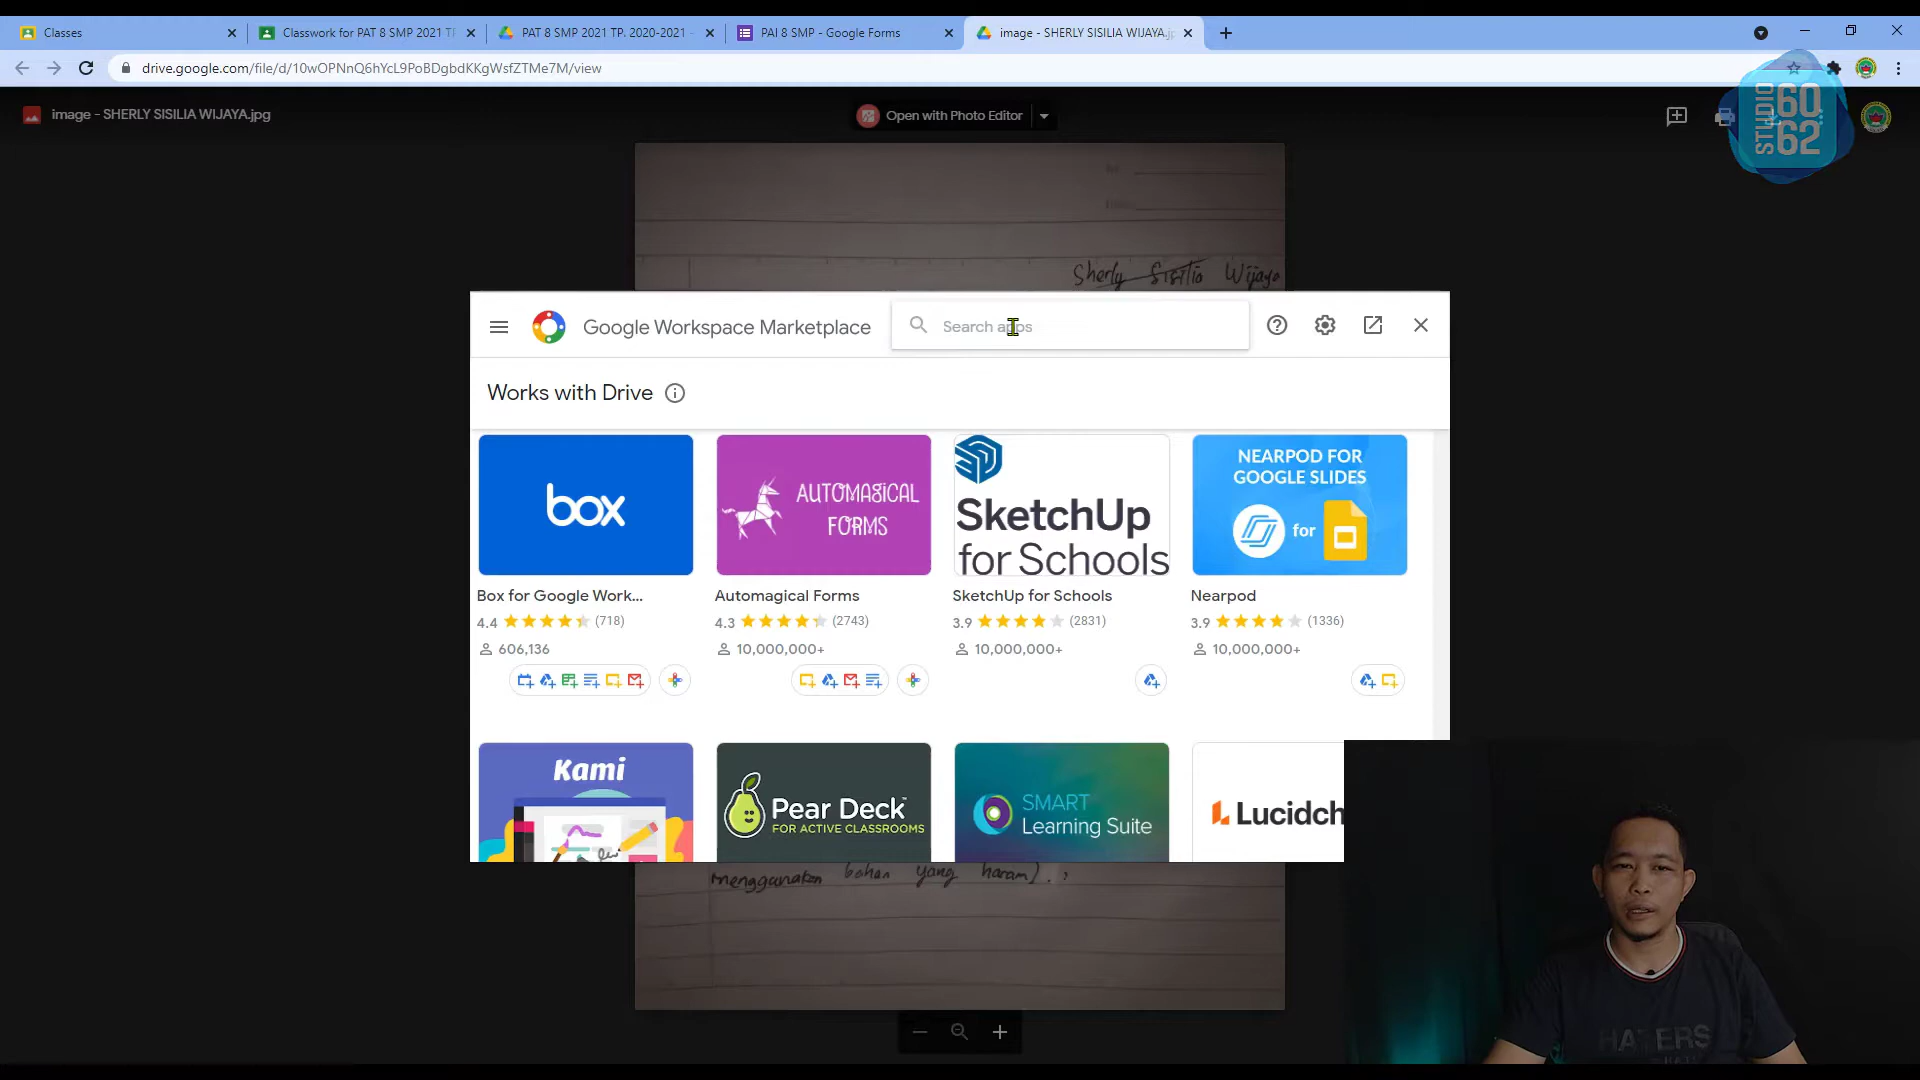 Classes
Classwork for PAT 8 SMP 2021 TP
PAT 8 SMP 2021 TP. 2020-2021 -
PAI 8 SMP - Google Forms
image - SHERLY SISILIA WIJAYA.jp
drive.google.com/file/d/10wOPNnQ6hYcL9PoBDgbdKKgWsfZTMe7M/view
image - SHERLY SISILIA WIJAYA.jpg
Open with Photo Editor
STUDIO
60
62
Sherly Sisilia Wijaya
Google Workspace Marketplace
Search apps
Works with Drive
box
AUTOMAGICAL
FORMS
SketchUp
for Schools
NEARPOD FOR
GOOGLE SLIDES
for
Box for Google Work...
Automagical Forms
SketchUp for Schools
Nearpod
4.4 (718)
4.3 (2743)
3.9 (2831)
3.9 (1336)
606,136
10,000,000+
10,000,000+
10,000,000+
Kami
Pear Deck™
FOR ACTIVE CLASSROOMS
SMART
Learning Suite
Lucidch
menggunakan bahan yang haram).
HATERS